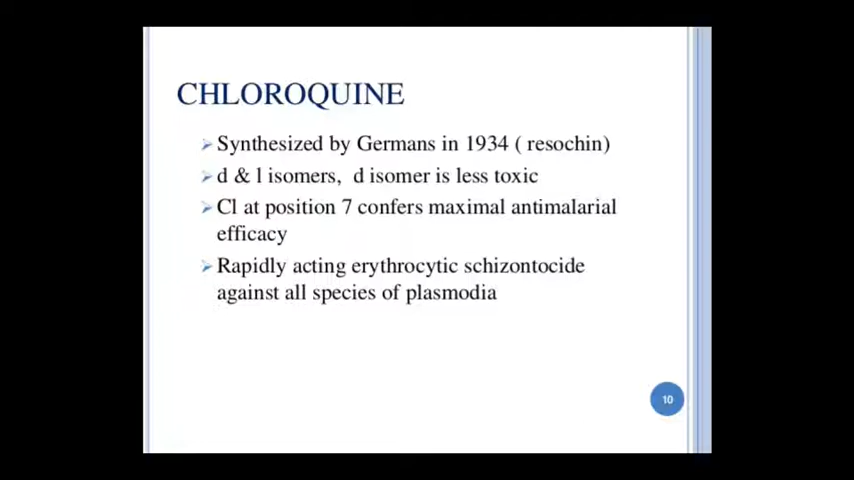 CHLOROQUINE
➢Synthesized by Germans in 1934 ( resochin)
➢d & l isomers, d isomer is less toxic
➢Cl at position 7 confers maximal antimalarial
efficacy
➢Rapidly acting erythrocytic schizontocide
against all species of plasmodia
10